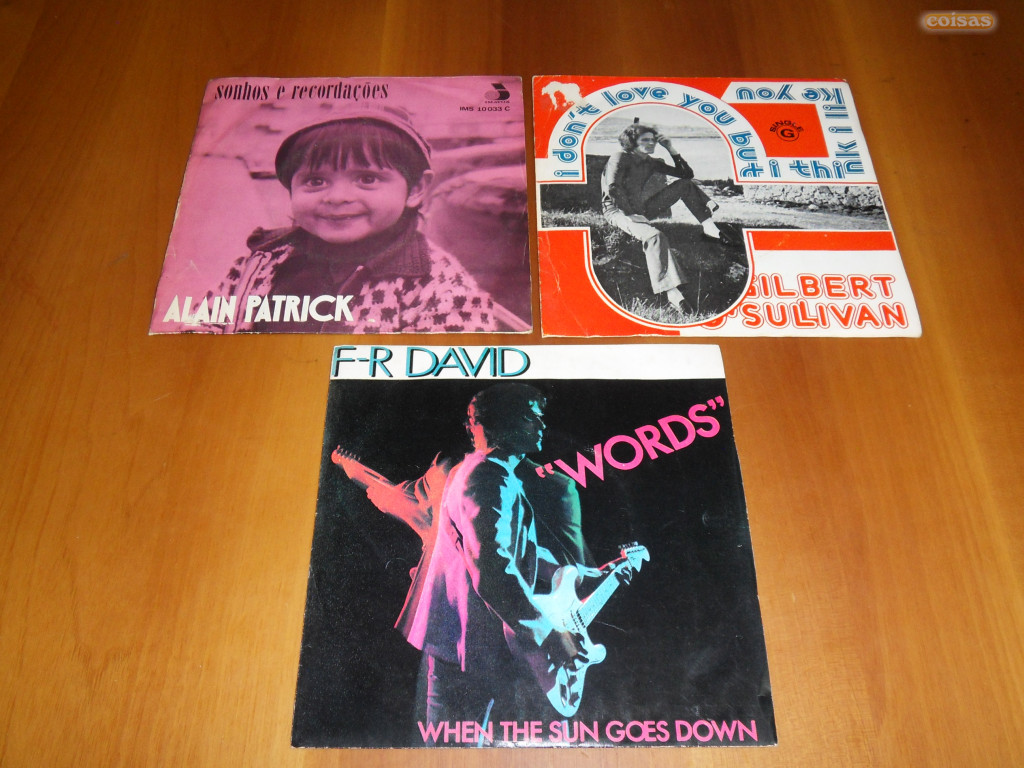 coisas
sonhos e recordações
IMS 10 033 C
ALAIN PATRICK
i don't love you but i think i like you
SINGLE
G
GILBERT
O'SULLIVAN
F-R DAVID
"WORDS"
WHEN THE SUN GOES DOWN